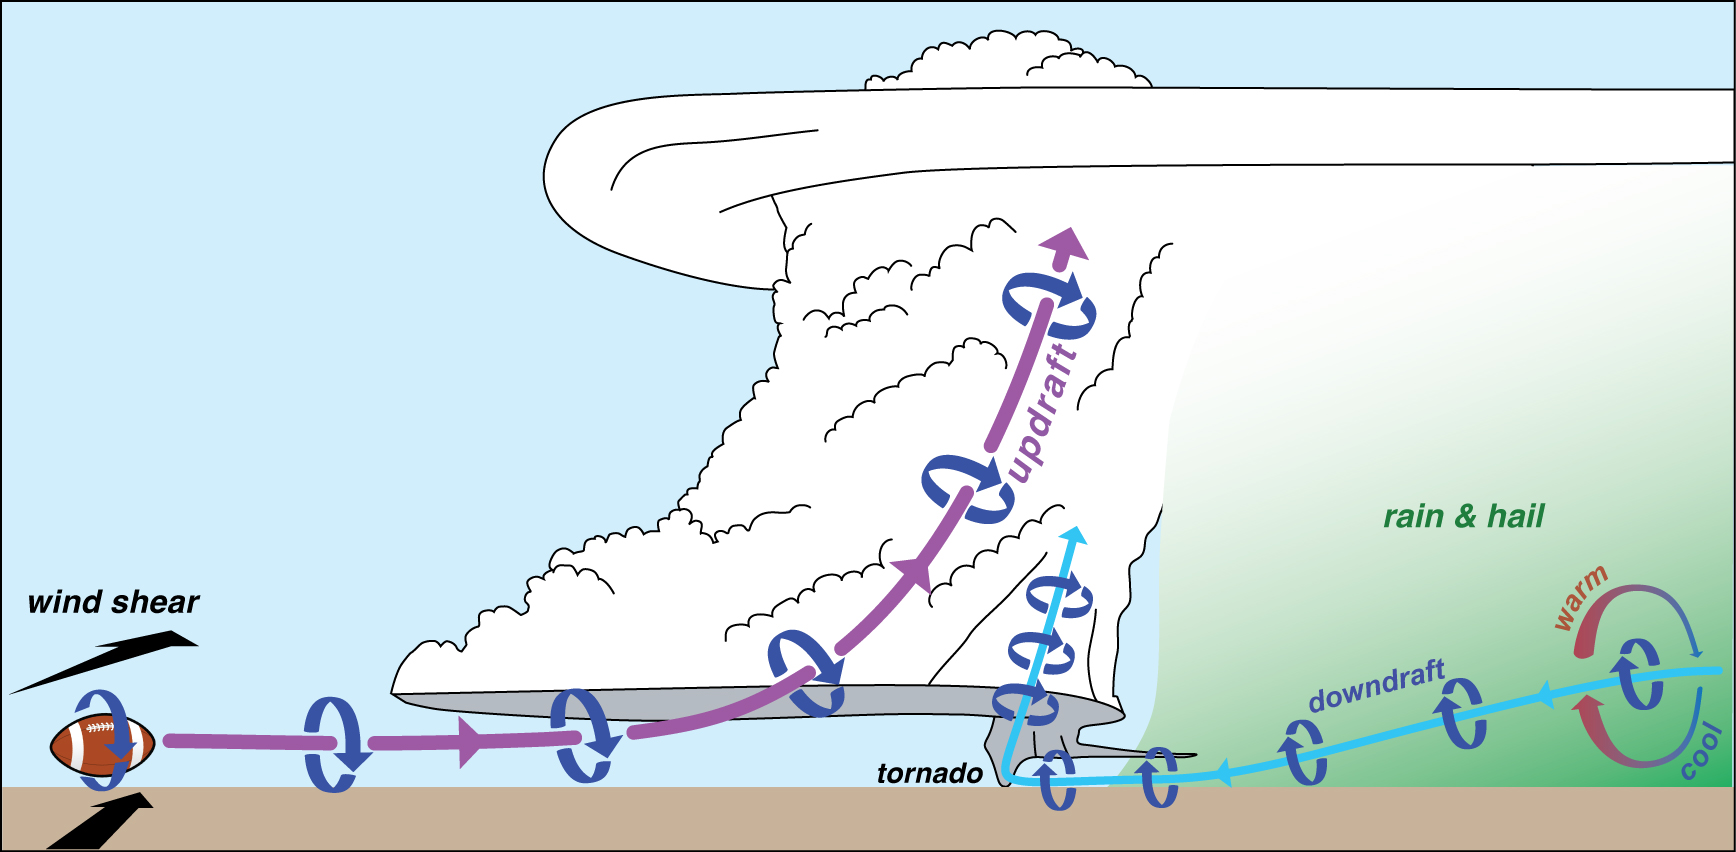 updraft
rain & hail
wind shear
warm
downdraft
cool
tornado